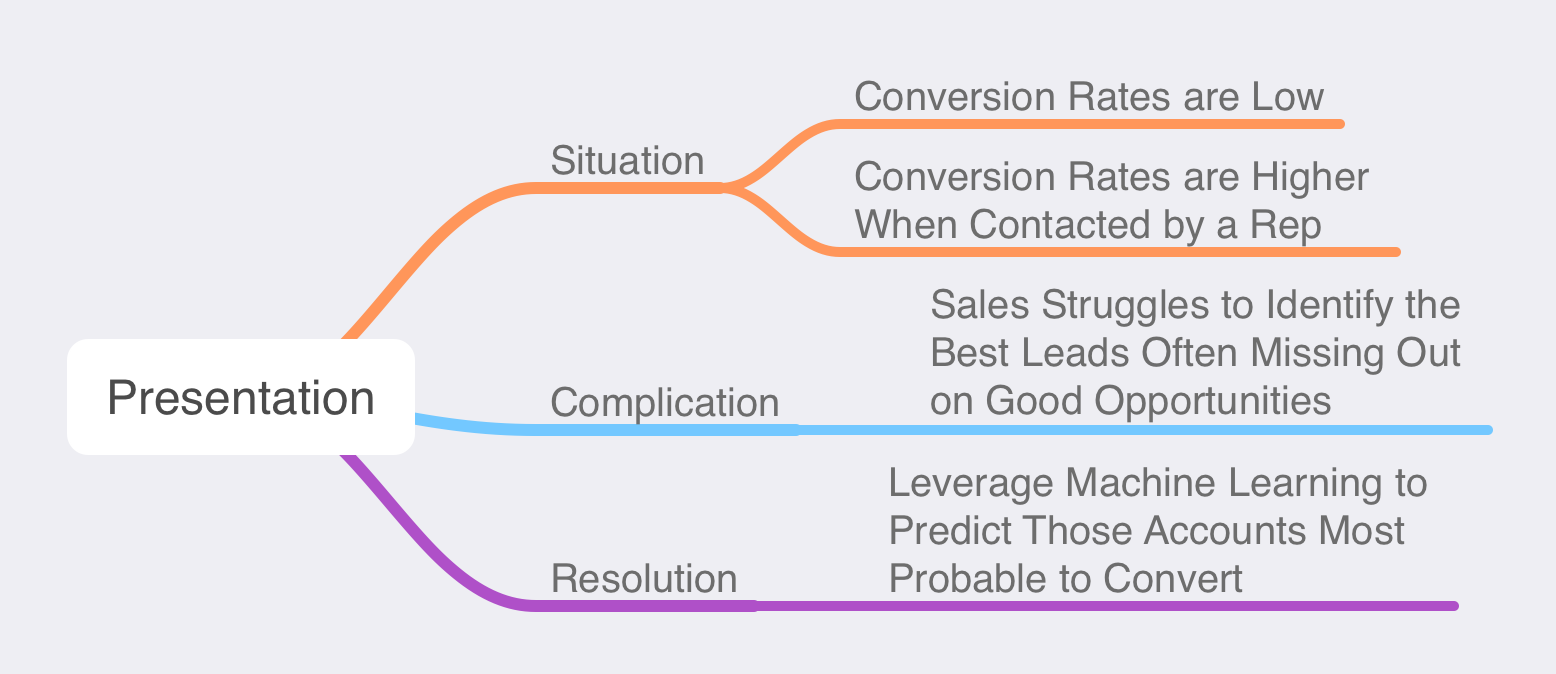 Presentation
Situation
Conversion Rates are Low
Conversion Rates are Higher
When Contacted by a Rep
Complication
Sales Struggles to Identify the
Best Leads Often Missing Out
on Good Opportunities
Resolution
Leverage Machine Learning to
Predict Those Accounts Most
Probable to Convert